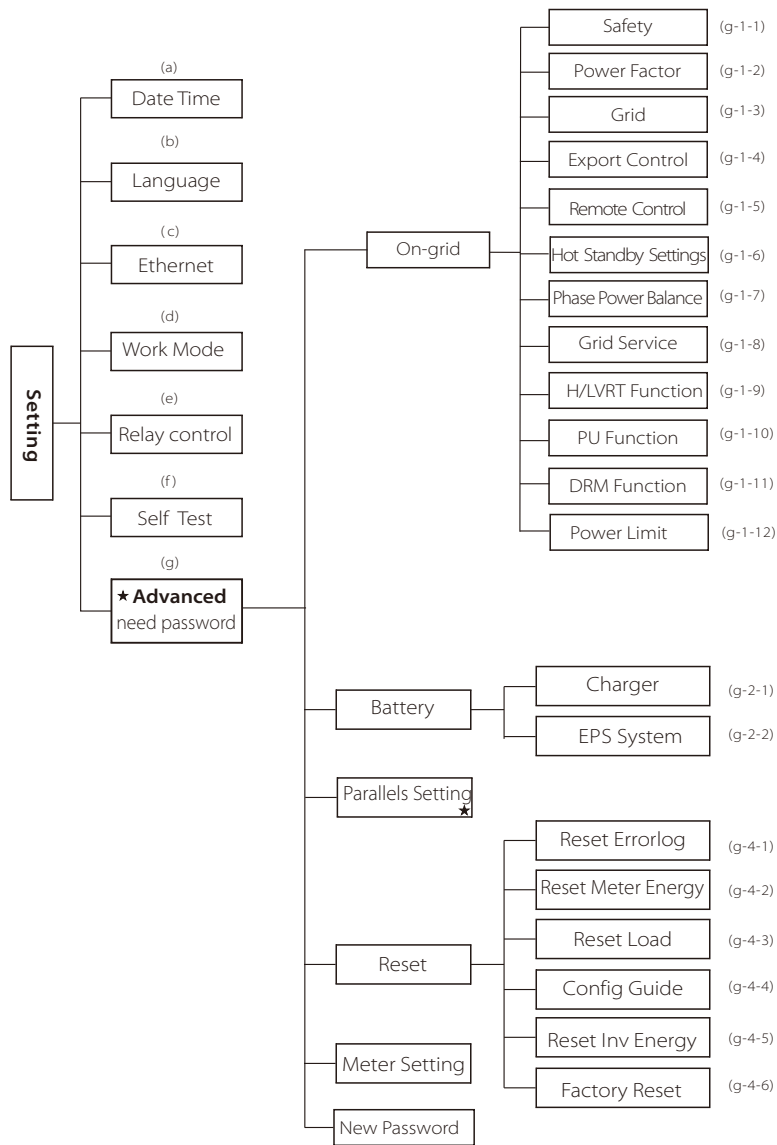 Setting
(a)
Date Time
(b)
Language
(c)
Ethernet
(d)
Work Mode
(e)
Relay control
(f)
Self Test
(g)
★ Advanced
need password
On-grid
Safety (g-1-1)
Power Factor (g-1-2)
Grid (g-1-3)
Export Control (g-1-4)
Remote Control (g-1-5)
Hot Standby Settings (g-1-6)
Phase Power Balance (g-1-7)
Grid Service (g-1-8)
H/LVRT Function (g-1-9)
PU Function (g-1-10)
DRM Function (g-1-11)
Power Limit (g-1-12)
Battery
Charger (g-2-1)
EPS System (g-2-2)
Parallels Setting
★
Reset
Reset Errorlog (g-4-1)
Reset Meter Energy (g-4-2)
Reset Load (g-4-3)
Config Guide (g-4-4)
Reset Inv Energy (g-4-5)
Factory Reset (g-4-6)
Meter Setting
New Password